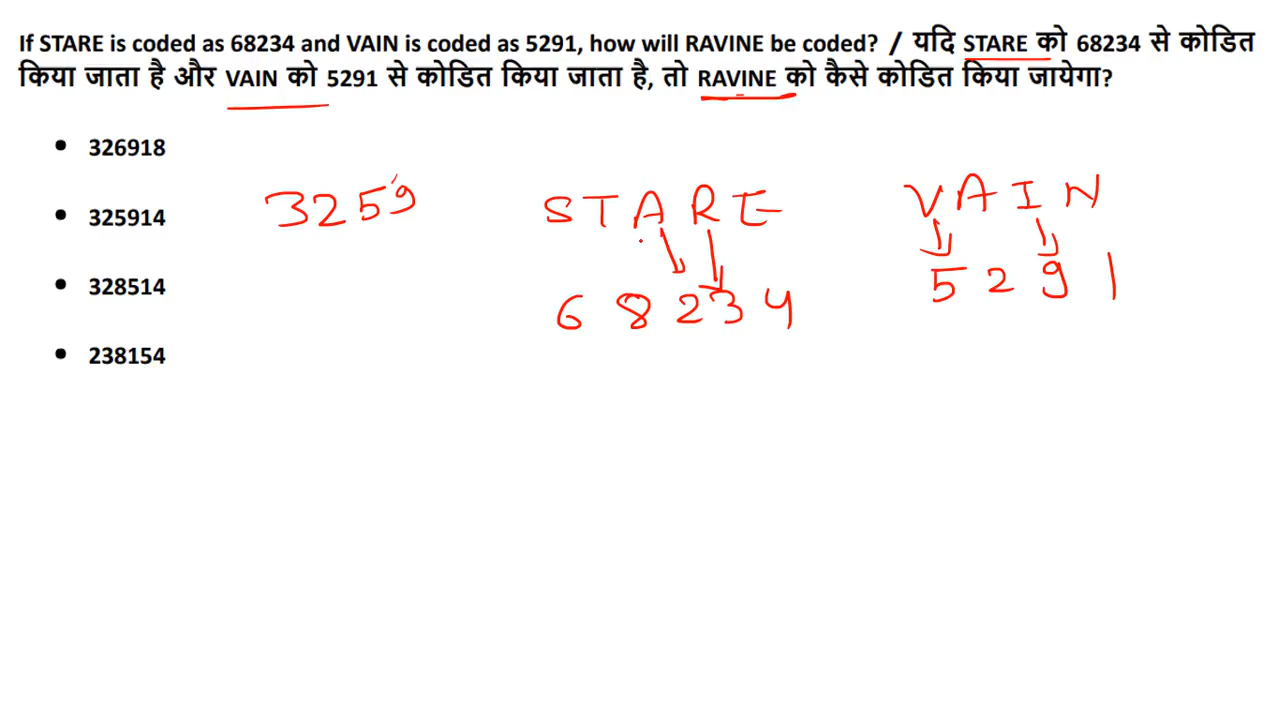 If STARE is coded as 68234 and VAIN is coded as 5291, how will RAVINE be coded? / यदि STARE को 68234 से कोडित
किया जाता है और VAIN को 5291 से कोडित किया जाता है, तो RAVINE को कैसे कोडित किया जायेगा?
• 326918
• 325914
• 328514
• 238154
3259
STARE
68234
VAIN
5291